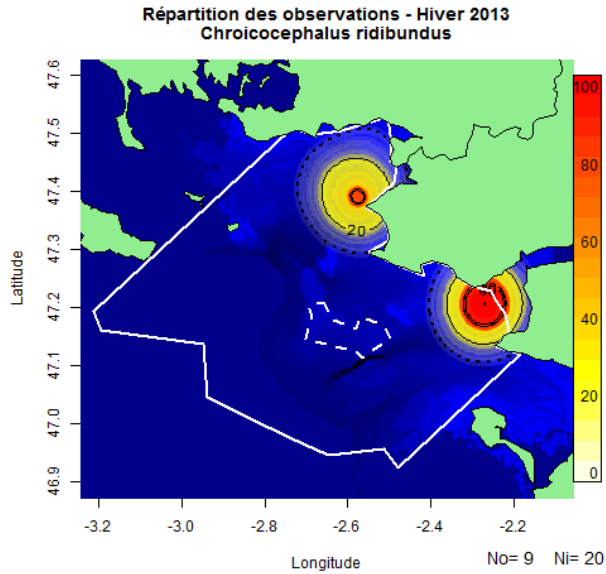 Répartition des observations - Hiver 2013
Chroicocephalus ridibundus
47.6
47.5
47.4
47.3
47.2
47.1
47.0
46.9
Latitude
20
100
80
60
40
20
0
-3.2 -3.0 -2.8 -2.6 -2.4 -2.2
Longitude
No= 9 Ni= 20